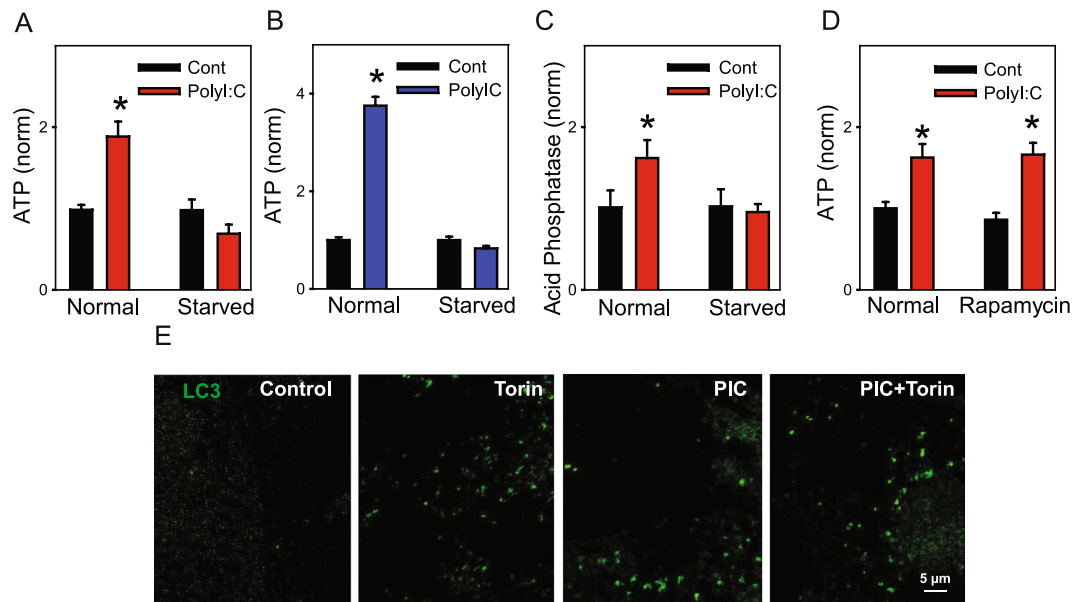 A
ATP (norm)
2
0
Cont
PolyI:C
*
Normal
Starved
B
ATP (norm)
4
2
0
Cont
PolyIC
*
Normal
Starved
C
Acid Phosphatase (norm)
2
0
Cont
PolyI:C
*
Normal
Starved
D
ATP (norm)
2
0
Cont
PolyI:C
*
*
Normal
Rapamycin
E
LC3
Control
Torin
PIC
PIC+Torin
5 μm